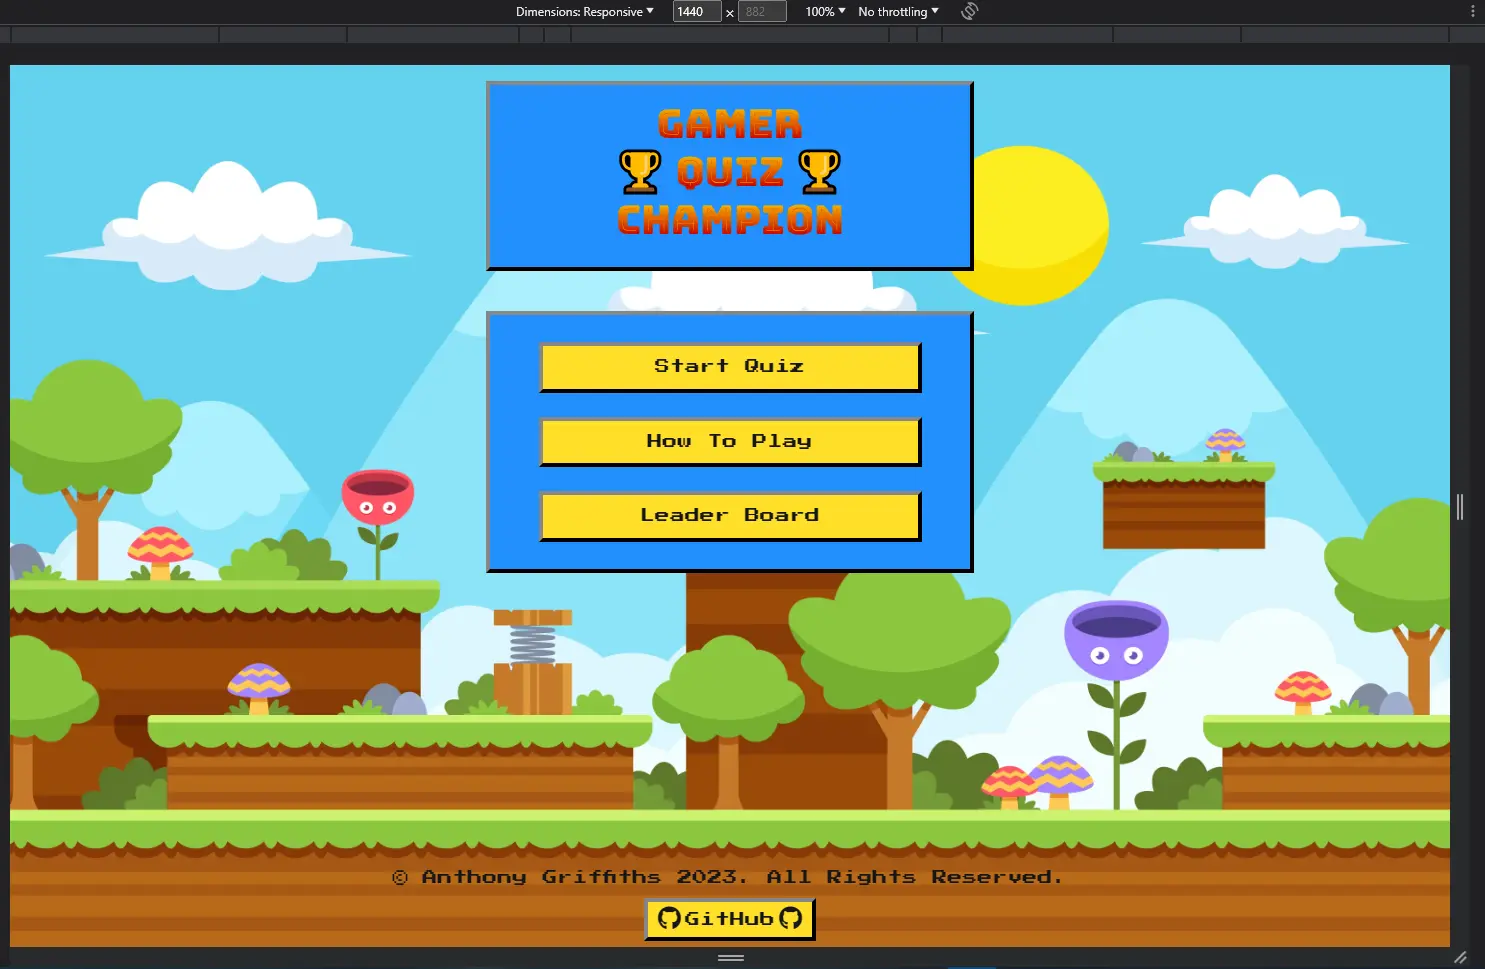 Dimensions: Responsive 1440 x 882 100% No throttling
GAMER
QUIZ
CHAMPION
Start Quiz
How To Play
Leader Board
© Anthony Griffiths 2023. All Rights Reserved.
GitHub